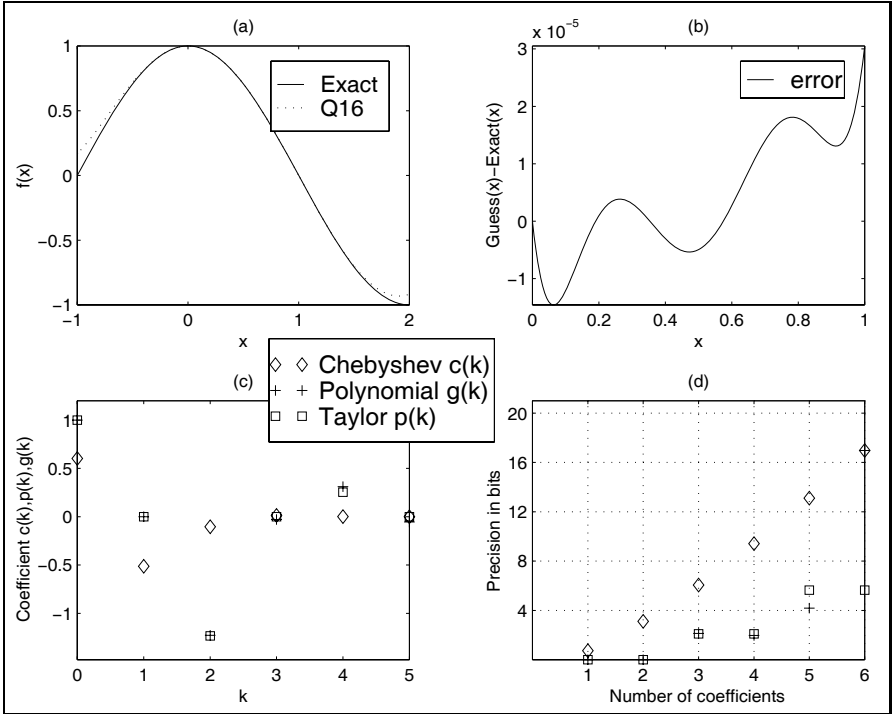 (a)
f(x)
1
0.5
0
−0.5
−1
−1
0
1
2
x
Exact
Q16
(b)
x 10⁻⁵
Guess(x)−Exact(x)
3
2
1
0
−1
0
0.2
0.4
0.6
0.8
1
x
error
(c)
Coefficient c(k),p(k),g(k)
1
0.5
0
−0.5
−1
0
1
2
3
4
5
k
Chebyshev c(k)
Polynomial g(k)
Taylor p(k)
(d)
Precision in bits
20
16
12
8
4
1
2
3
4
5
6
Number of coefficients